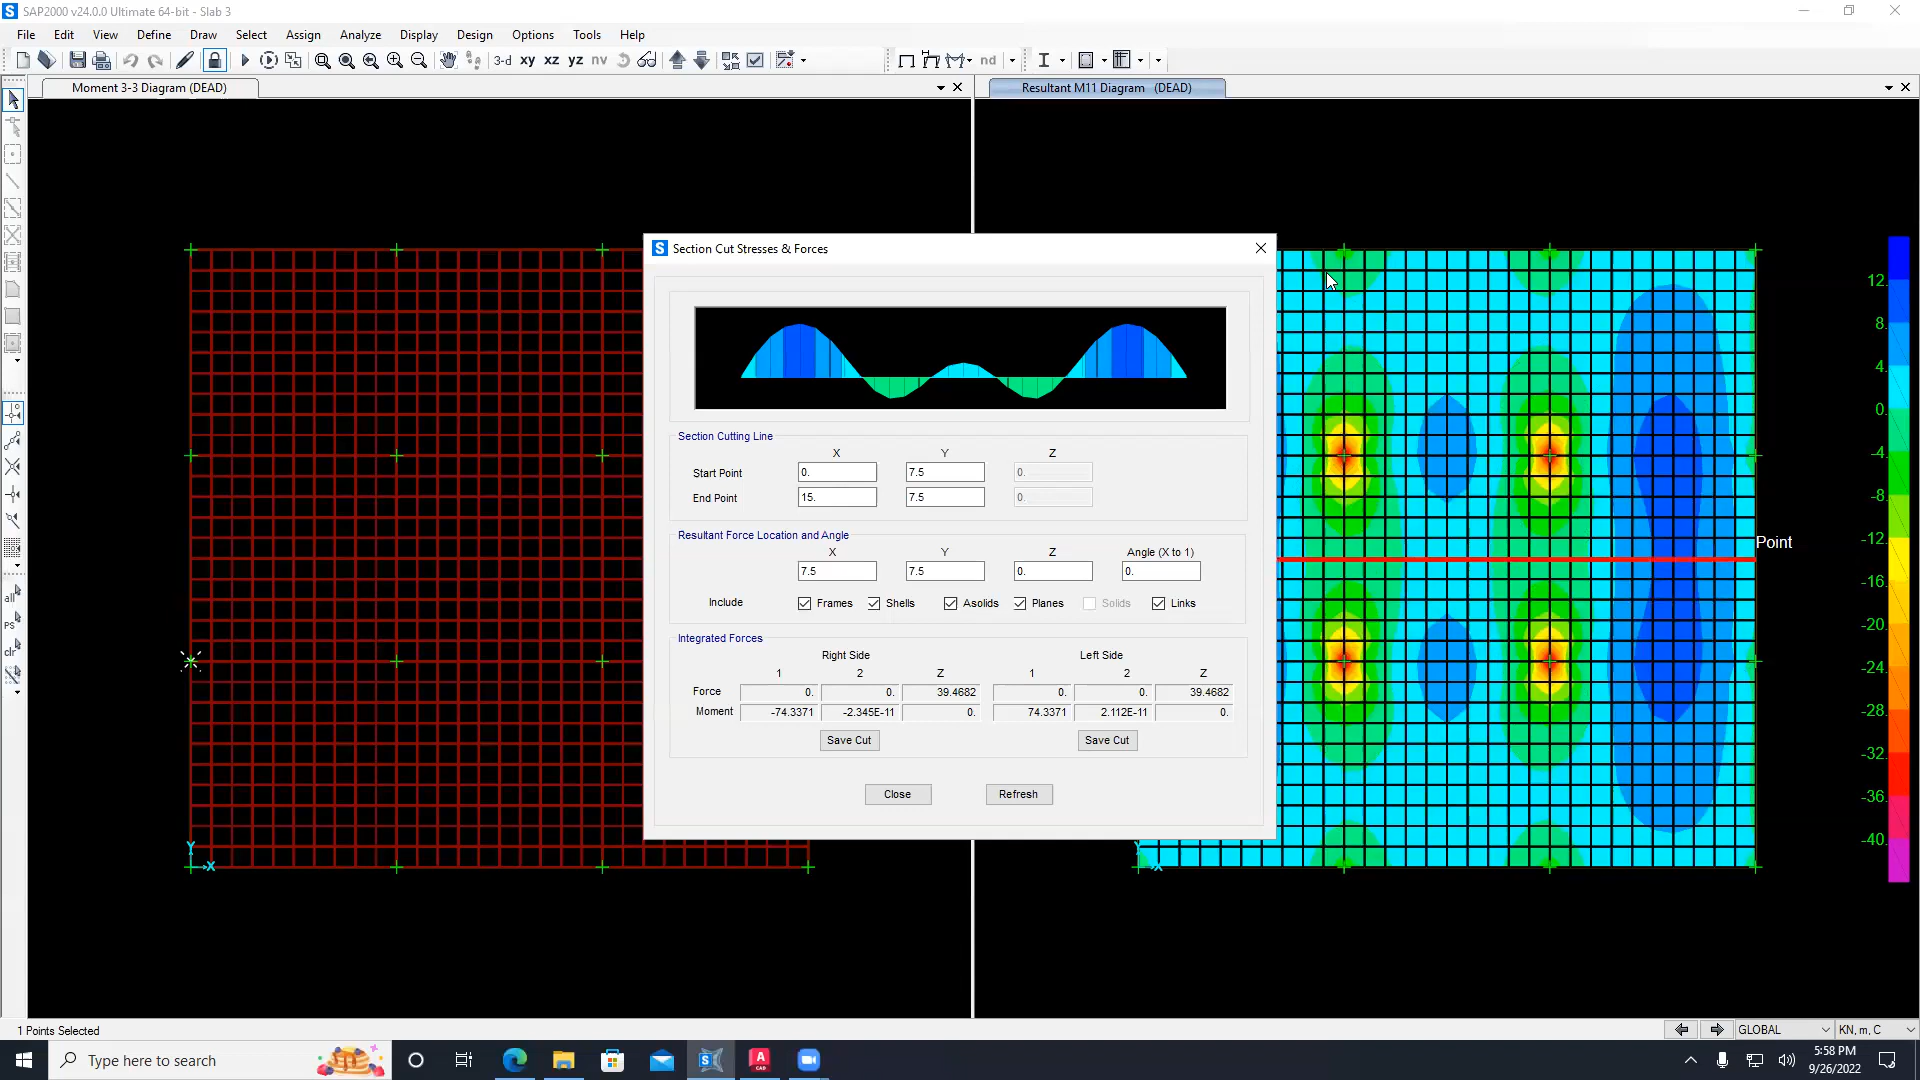 SAP2000 v24.0.0 Ultimate 64-bit - Slab 3
File Edit View Define Draw Select Assign Analyze Display Design Options Tools Help
3-d xy xz yz nv nd
Moment 3-3 Diagram (DEAD)
Resultant M11 Diagram (DEAD)
Section Cut Stresses & Forces
Section Cutting Line
X Y Z
Start Point 0. 7.5 0.
End Point 15. 7.5 0.
Resultant Force Location and Angle
X Y Z Angle (X to 1)
7.5 7.5 0. 0.
Include Frames Shells Asolids Planes Solids Links
Integrated Forces
Right Side Left Side
1 2 Z 1 2 Z
Force 0. 0. 39.4682 0. 0. 39.4682
Moment -74.3371 -2.345E-11 0. 74.3371 2.112E-11 0.
Save Cut Save Cut
Close Refresh
Point
12.
8.
4.
0.
-4.
-8.
-12.
-16.
-20.
-24.
-28.
-32.
-36.
-40.
all
PS
clr
Y
X
Y
X
1 Points Selected
GLOBAL KN, m, C
Type here to search
A
CAD
5:58 PM
9/26/2022